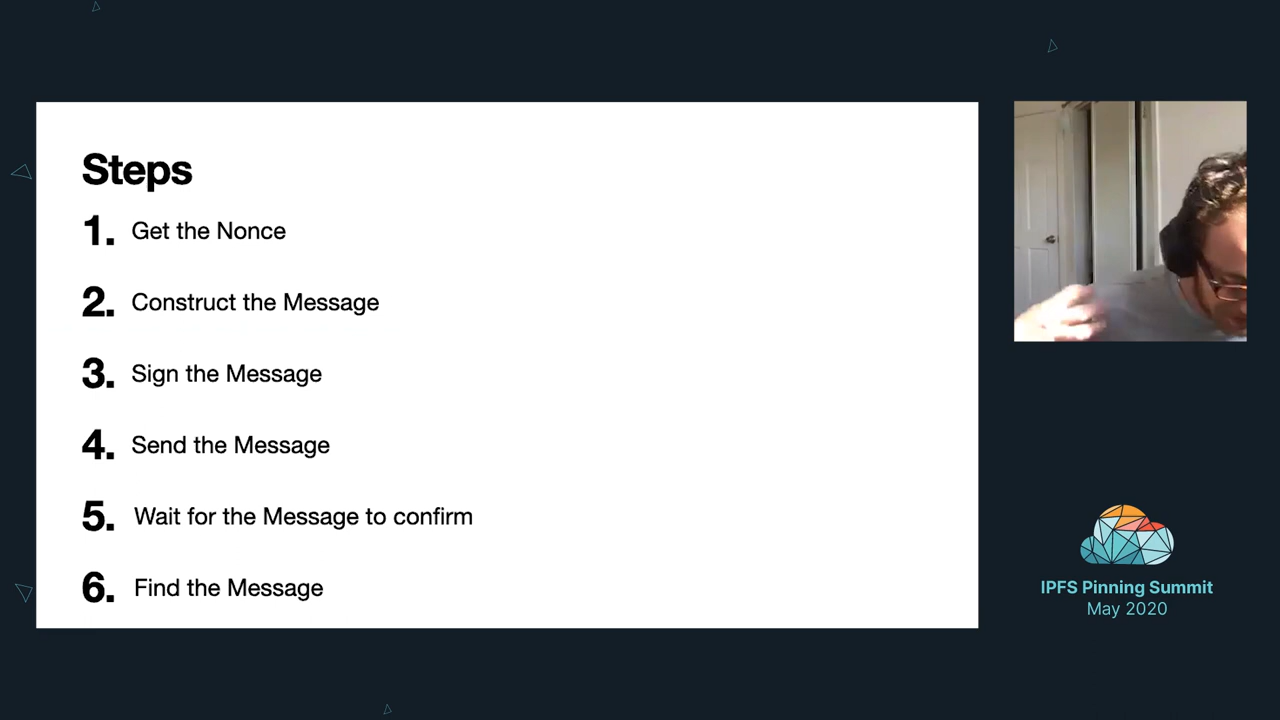 Steps
1. Get the Nonce
2. Construct the Message
3. Sign the Message
4. Send the Message
5. Wait for the Message to confirm
6. Find the Message
IPFS Pinning Summit
May 2020